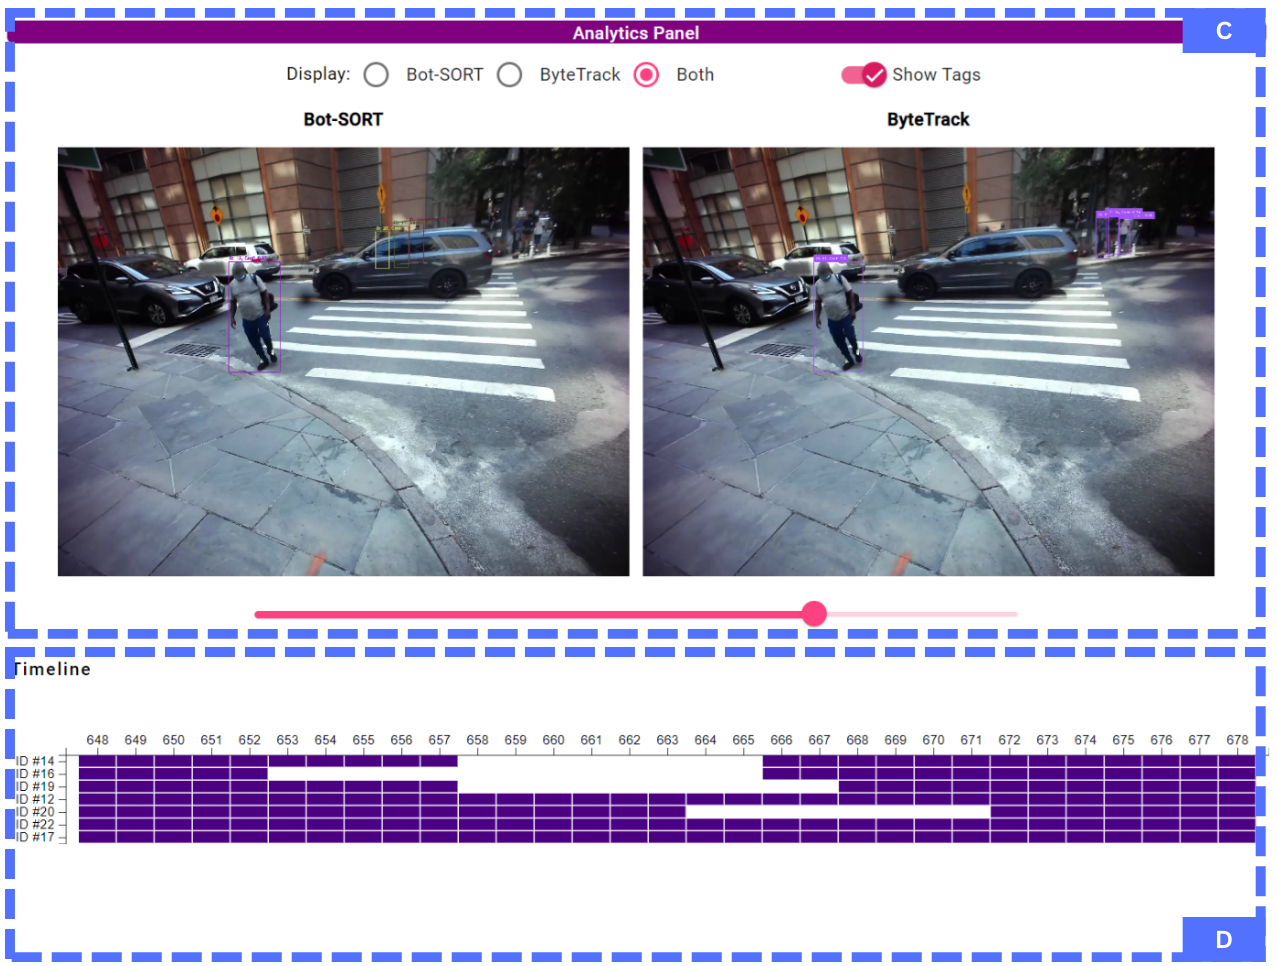 Analytics Panel
C
Display: Bot-SORT ByteTrack Both Show Tags
Bot-SORT ByteTrack
Timeline
648 649 650 651 652 653 654 655 656 657 658 659 660 661 662 663 664 665 666 667 668 669 670 671 672 673 674 675 676 677 678
ID #14
ID #16
ID #19
ID #12
ID #20
ID #22
ID #17
D